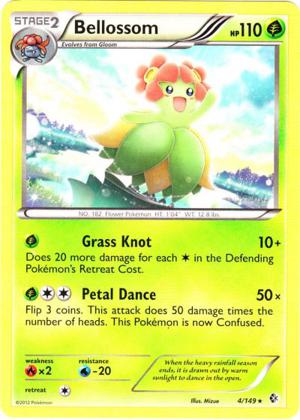 STAGE2 Bellossom HP110
Evolves from Gloom
NO. 182 Flower Pokémon HT. 1'04" WT. 12.8 lbs.
Grass Knot 10+
Does 20 more damage for each in the Defending
Pokémon's Retreat Cost.
Petal Dance 50×
Flip 3 coins. This attack does 50 damage times the
number of heads. This Pokémon is now Confused.
weakness resistance
×2 -20
retreat
When the heavy rainfall season
ends, it is drawn out by warm
sunlight to dance in the open.
©2012 Pokémon Illus. Mizue 4/149 ★